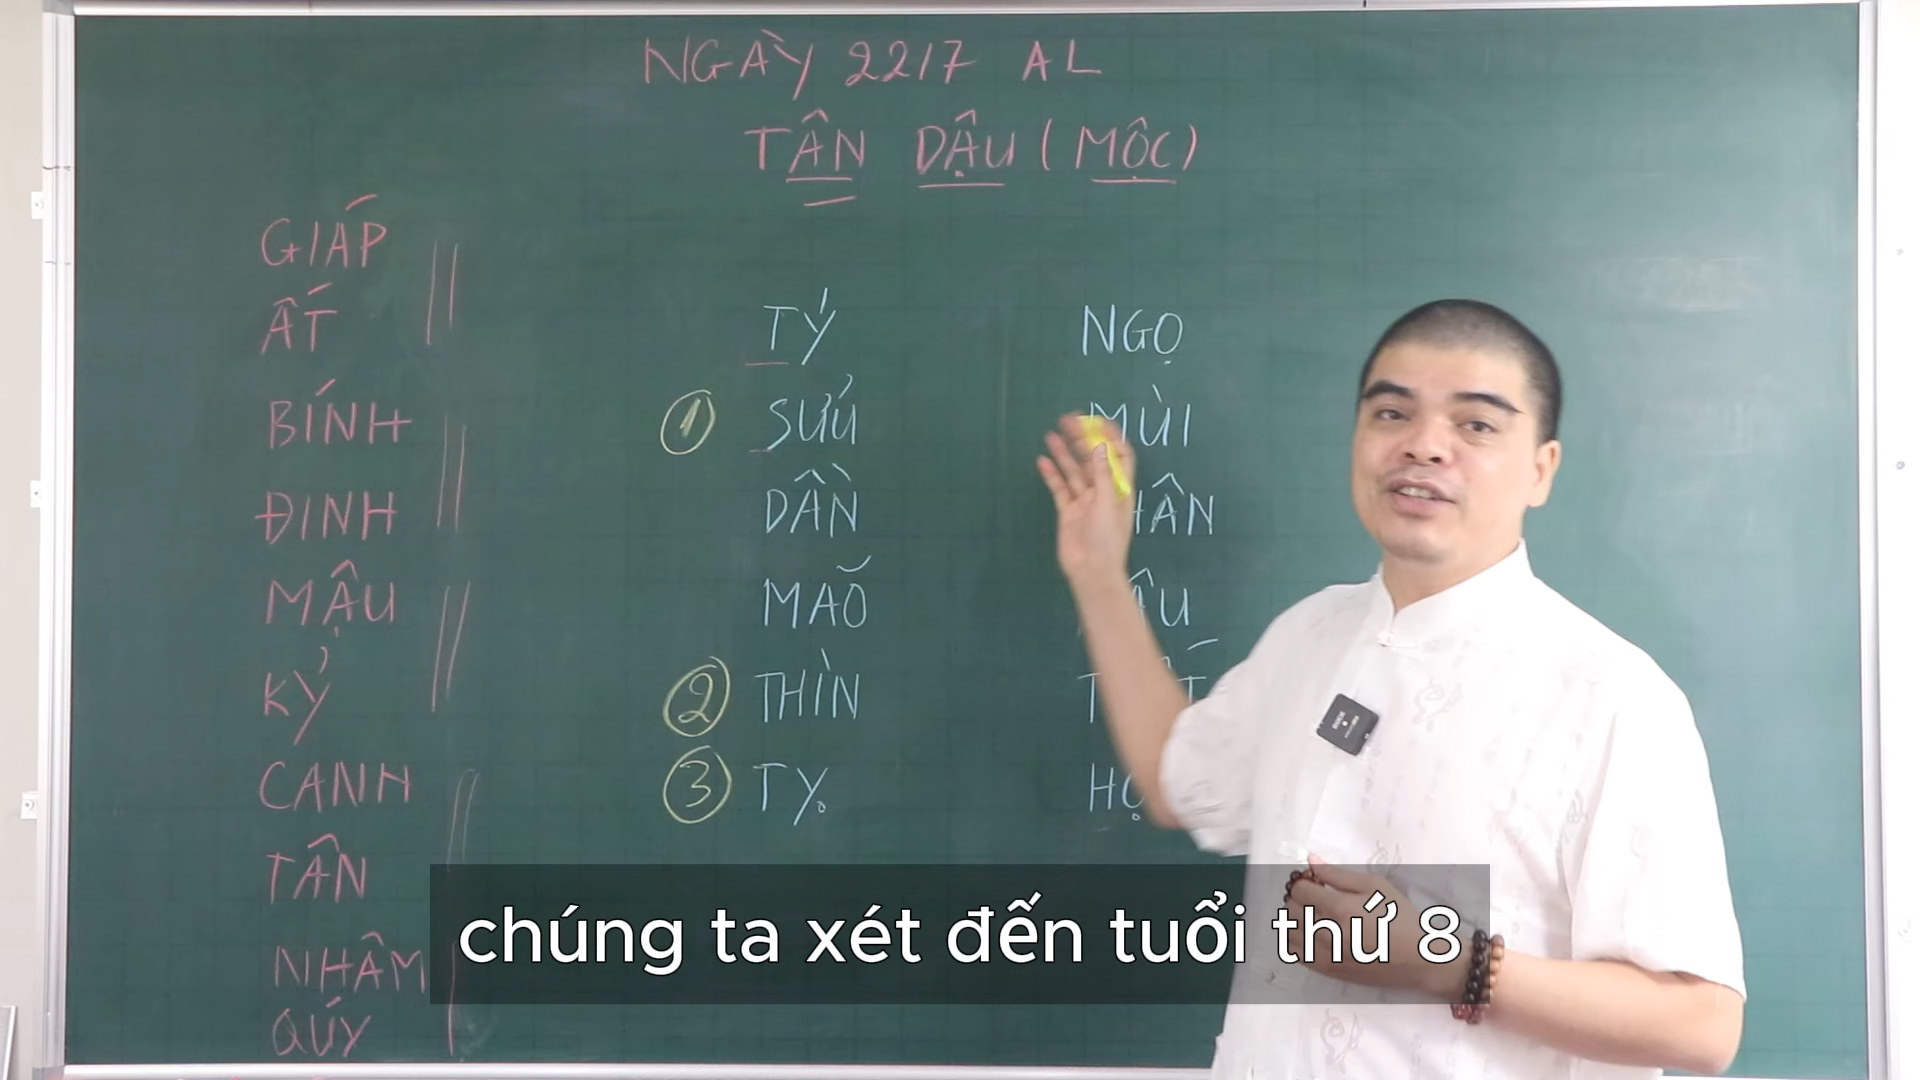 NGÀY 22/7 AL
TÂN DẬU (MỘC)
GIÁP
ẤT
BÍNH
ĐINH
MẬU
KỶ
CANH
TÂN
NHÂM
QUÝ
TÝ
① SỬU
DẦN
MAÕ
② THÌN
③ TỴ
NGỌ
MÙI
chúng ta xét đến tuổi thứ 8